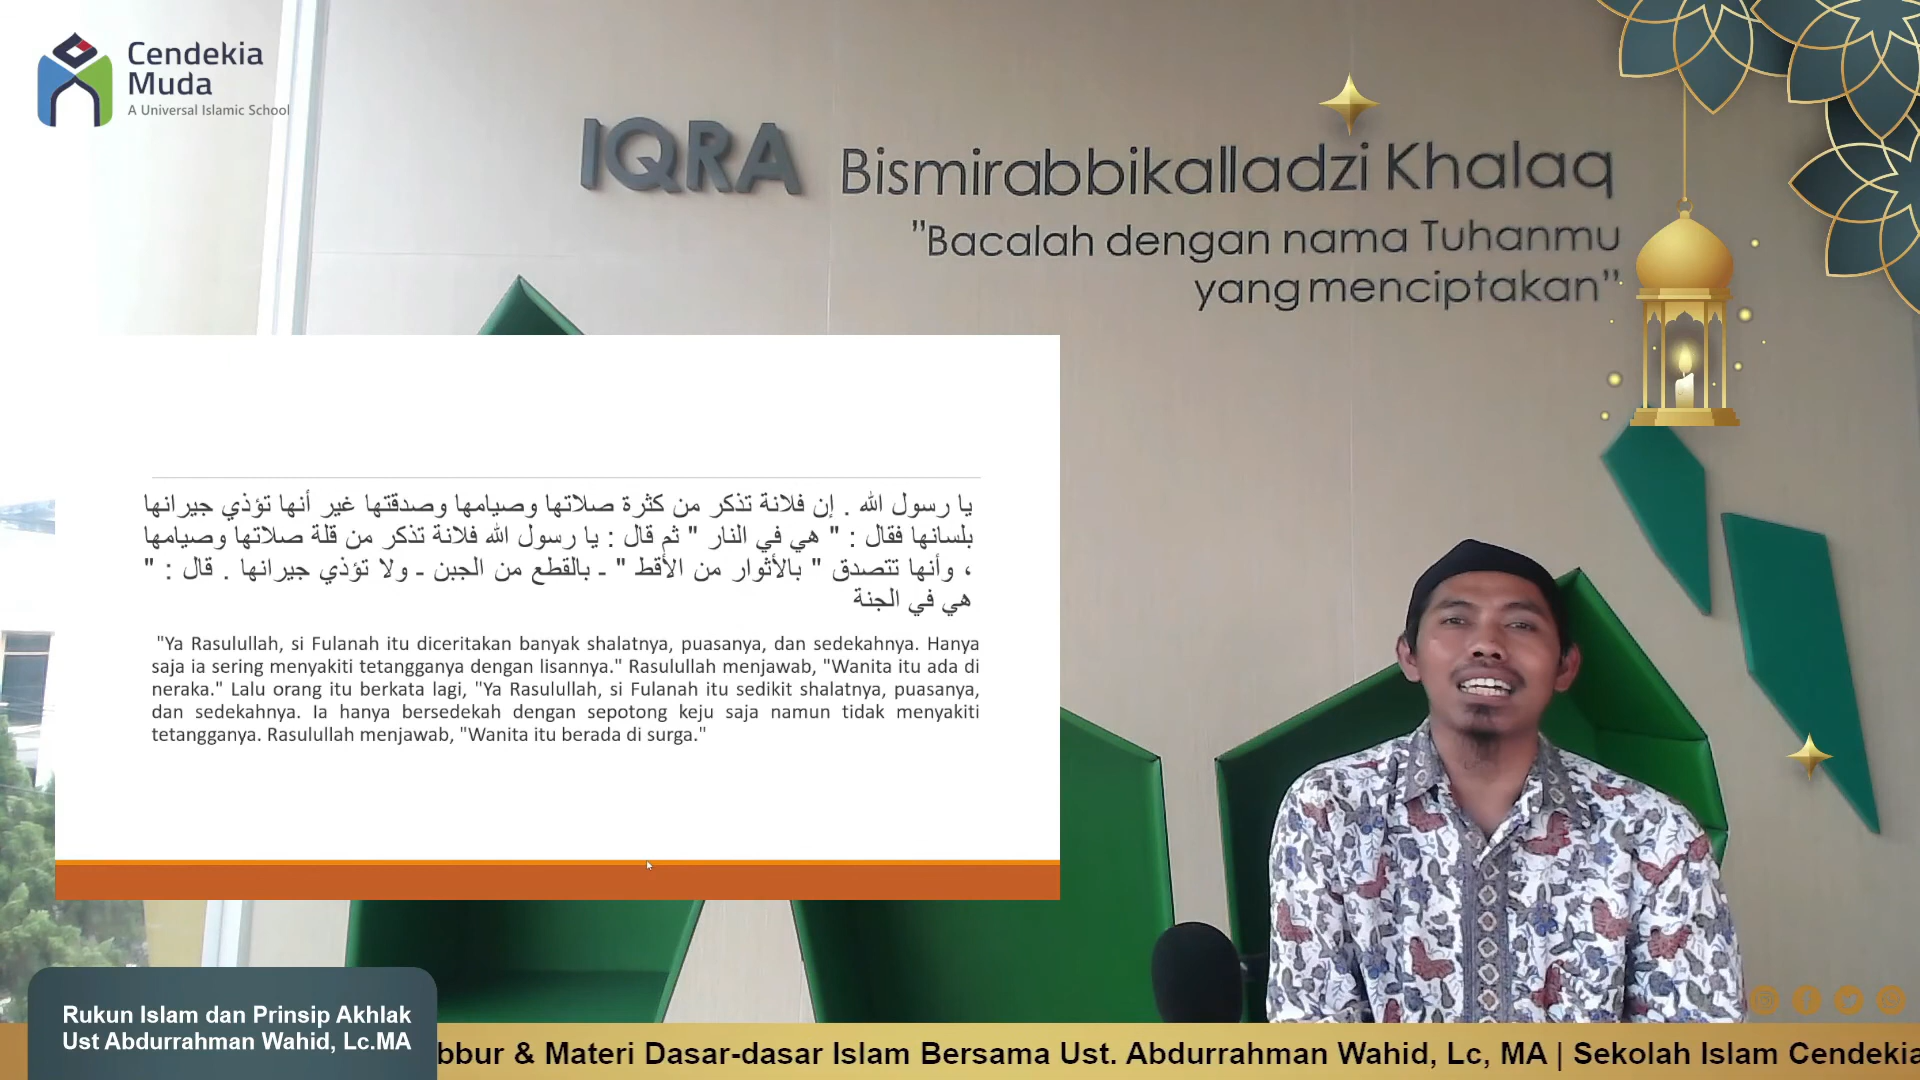 Cendekia
Muda
A Universal Islamic School
IQRA Bismirabbikalladzi Khalaq
"Bacalah dengan nama Tuhanmu
yang menciptakan"
يا رسول الله . إن فلانة تذكر من كثرة صلاتها وصيامها وصدقتها غير أنها تؤذي جيرانها
بلسانها فقال : " هي في النار " ثم قال : يا رسول الله فلانة تذكر من قلة صلاتها وصيامها
، وأنها تتصدق " بالأثوار من الأقط " ـ بالقطع من الجبن ـ ولا تؤذي جيرانها . قال : "
هي في الجنة
"Ya Rasulullah, si Fulanah itu diceritakan banyak shalatnya, puasanya, dan sedekahnya. Hanya
saja ia sering menyakiti tetangganya dengan lisannya." Rasulullah menjawab, "Wanita itu ada di
neraka." Lalu orang itu berkata lagi, "Ya Rasulullah, si Fulanah itu sedikit shalatnya, puasanya,
dan sedekahnya. Ia hanya bersedekah dengan sepotong keju saja namun tidak menyakiti
tetangganya. Rasulullah menjawab, "Wanita itu berada di surga."
Rukun Islam dan Prinsip Akhlak
Ust Abdurrahman Wahid, Lc.MA
bbur & Materi Dasar-dasar Islam Bersama Ust. Abdurrahman Wahid, Lc, MA | Sekolah Islam Cendekia